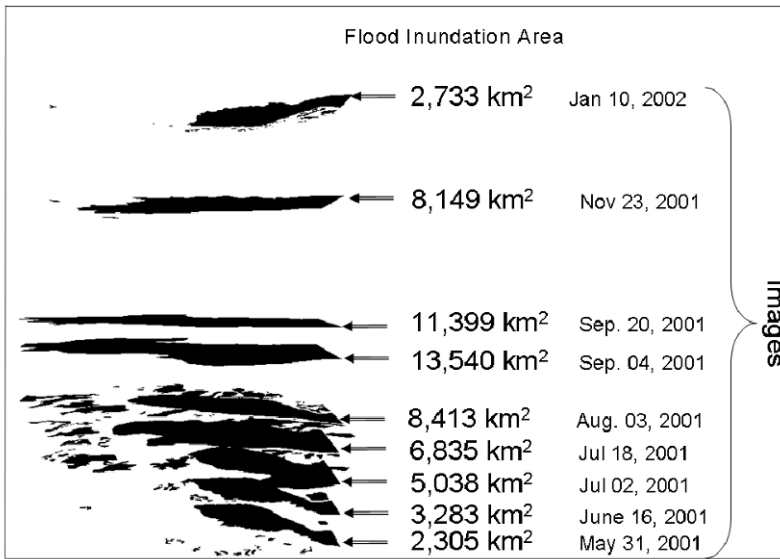 Flood Inundation Area
2,733 km² Jan 10, 2002
8,149 km² Nov 23, 2001
11,399 km² Sep. 20, 2001
13,540 km² Sep. 04, 2001
8,413 km² Aug. 03, 2001
6,835 km² Jul 18, 2001
5,038 km² Jul 02, 2001
3,283 km² June 16, 2001
2,305 km² May 31, 2001
Images